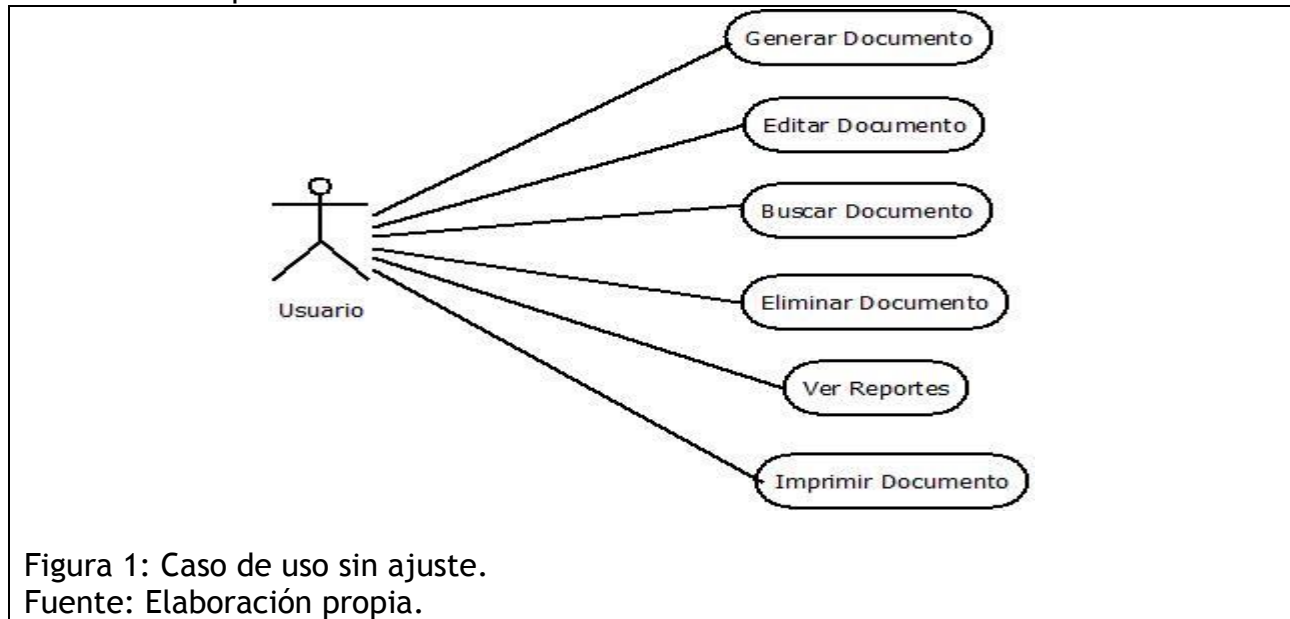 Generar Documento
Editar Documento
Buscar Documento
Eliminar Documento
Usuario
Ver Reportes
Imprimir Documento
Figura 1: Caso de uso sin ajuste.
Fuente: Elaboración propia.